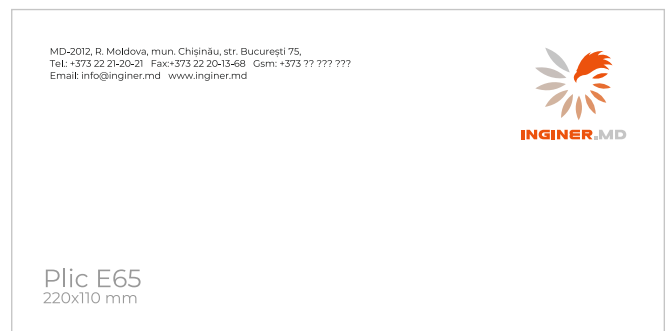 MD-2012, R. Moldova, mun. Chișinău, str. București 75,
Tel.: +373 22 21-20-21 Fax:+373 22 20-13-68 Gsm: +373 ?? ??? ???
Email: info@inginer.md www.inginer.md
INGINER.MD
Plic E65
220x110 mm